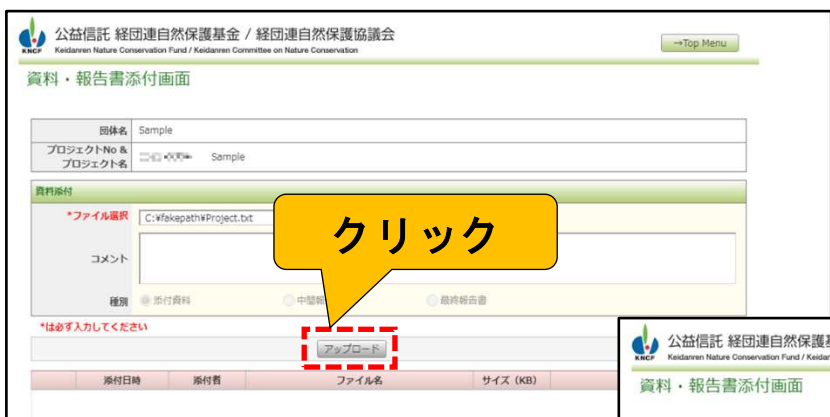 公益信託 経団連自然保護基金 / 経団連自然保護協議会
KNCF Keidanren Nature Conservation Fund / Keidanren Committee on Nature Conservation
→Top Menu
資料・報告書添付画面
団体名 Sample
プロジェクトNo &
プロジェクト名 Sample
資料添付
*ファイル選択 C:¥fakepath¥Project.txt
クリック
コメント
種別 添付資料 中間報 最終報告書
*は必ず入力してください
アップロード
添付日時 添付者 ファイル名 サイズ (KB)
公益信託 経団連自然保護
KNCF Keidanren Nature Conservation Fund / Keidan
資料・報告書添付画面